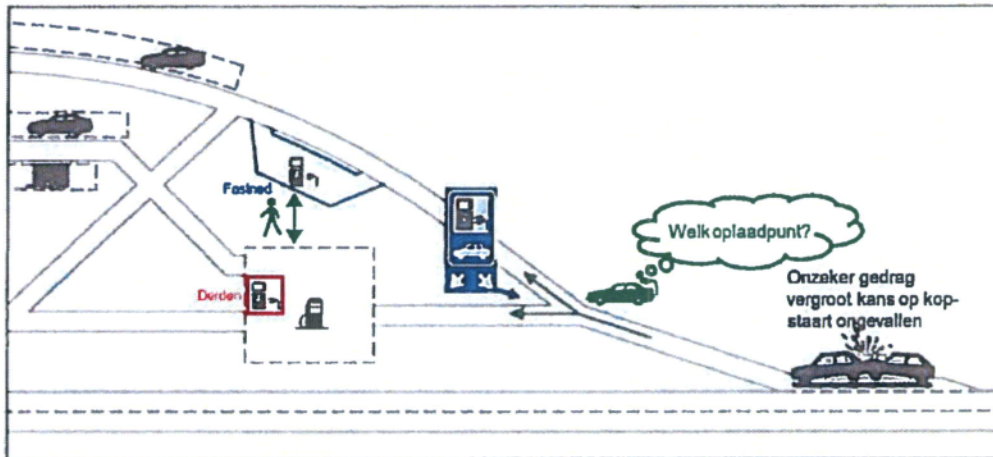 Fastned
Welk oplaadpunt?
Derden
Onzeker gedrag
vergroot kans op kop-
staart ongevallen